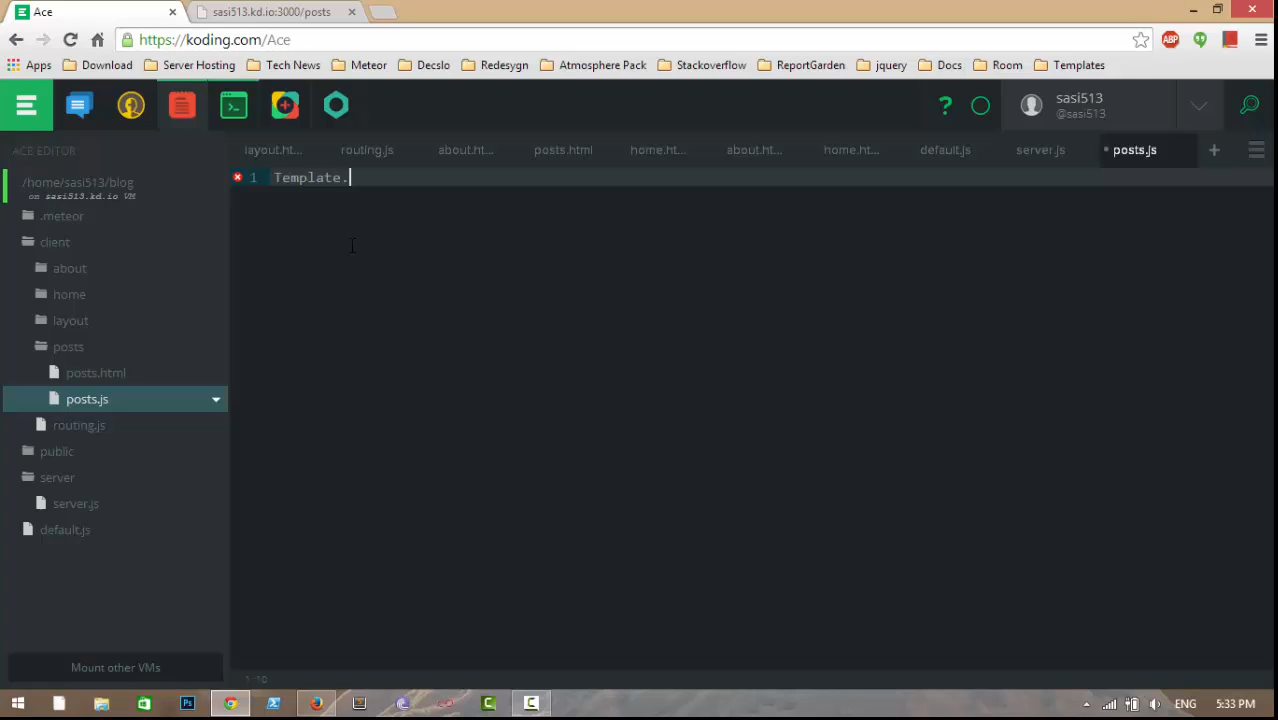 Ace
sasi513.kd.io:3000/posts
https://koding.com/Ace
ABP
Apps Download Server Hosting Tech News Meteor Decslo Redesygn Atmosphere Pack Stackoverflow ReportGarden jquery Docs Room Templates
sasi513
@sasi513
ACE EDITOR
layout.ht... routing.js about.ht... posts.html home.ht... about.ht... home.ht... default.js server.js posts.js
/home/sasi513/blog
on sasi513.kd.io VM
1 Template.
.meteor
client
about
home
layout
posts
posts.html
posts.js
routing.js
public
server
server.js
default.js
Mount other VMs
1:10
Ps
ENG 5:33 PM